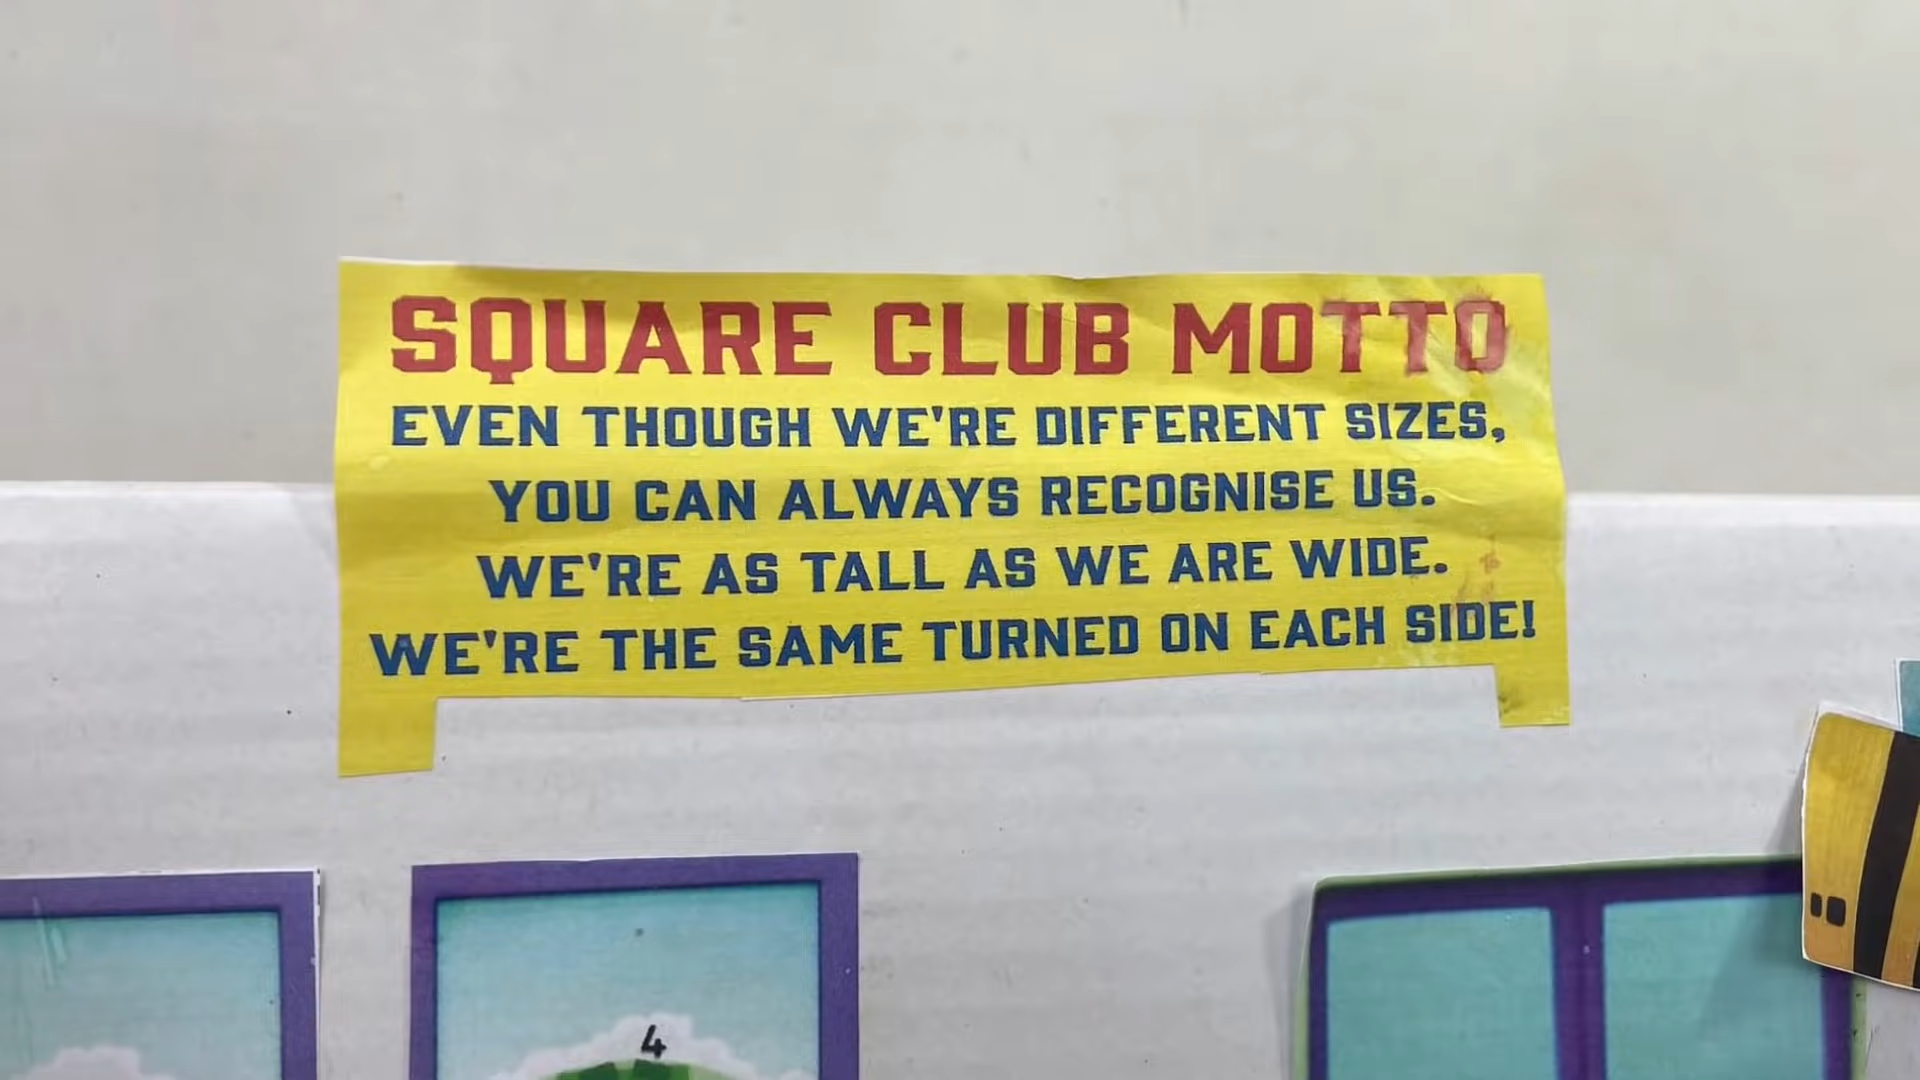 SQUARE CLUB MOTTO
EVEN THOUGH WE'RE DIFFERENT SIZES,
YOU CAN ALWAYS RECOGNISE US.
WE'RE AS TALL AS WE ARE WIDE.
WE'RE THE SAME TURNED ON EACH SIDE!
4